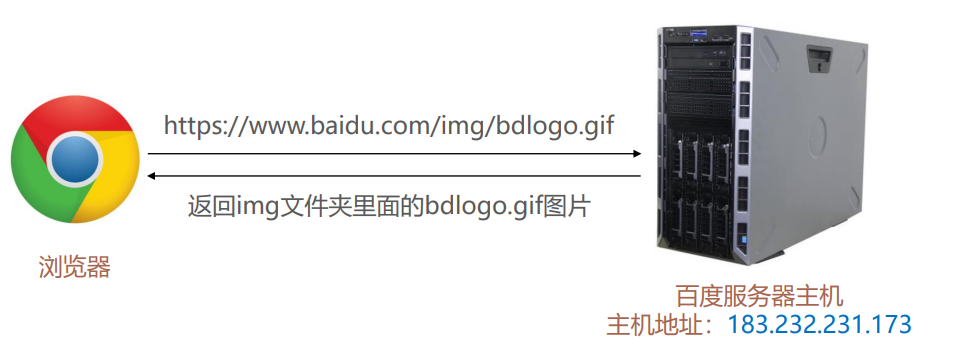 https://www.baidu.com/img/bdlogo.gif
返回img文件夹里面的bdlogo.gif图片
浏览器
百度服务器主机
主机地址：183.232.231.173